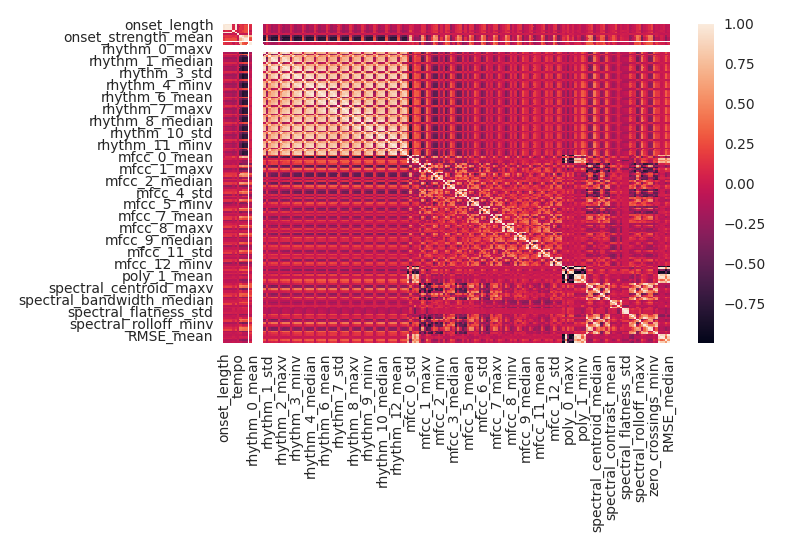 onset_length
onset_strength_mean
rhythm_0_maxv
rhythm_1_median
rhythm_3_std
rhythm_4_minv
rhythm_6_mean
rhythm_7_maxv
rhythm_8_median
rhythm_10_std
rhythm_11_minv
mfcc_0_mean
mfcc_1_maxv
mfcc_2_median
mfcc_4_std
mfcc_5_minv
mfcc_7_mean
mfcc_8_maxv
mfcc_9_median
mfcc_11_std
mfcc_12_minv
poly_1_mean
spectral_centroid_maxv
spectral_bandwidth_median
spectral_flatness_std
spectral_rolloff_minv
RMSE_mean
onset_length
tempo
rhythm_0_mean
rhythm_1_std
rhythm_2_maxv
rhythm_3_minv
rhythm_4_median
rhythm_6_mean
rhythm_7_std
rhythm_8_maxv
rhythm_9_minv
rhythm_10_median
rhythm_12_mean
mfcc_0_std
mfcc_1_maxv
mfcc_2_minv
mfcc_3_median
mfcc_5_mean
mfcc_6_std
mfcc_7_maxv
mfcc_8_minv
mfcc_9_median
mfcc_11_mean
mfcc_12_std
poly_0_maxv
poly_1_minv
spectral_centroid_median
spectral_contrast_mean
spectral_flatness_std
spectral_rolloff_maxv
zero_crossings_minv
RMSE_median
1.00
0.75
0.50
0.25
0.00
−0.25
−0.50
−0.75